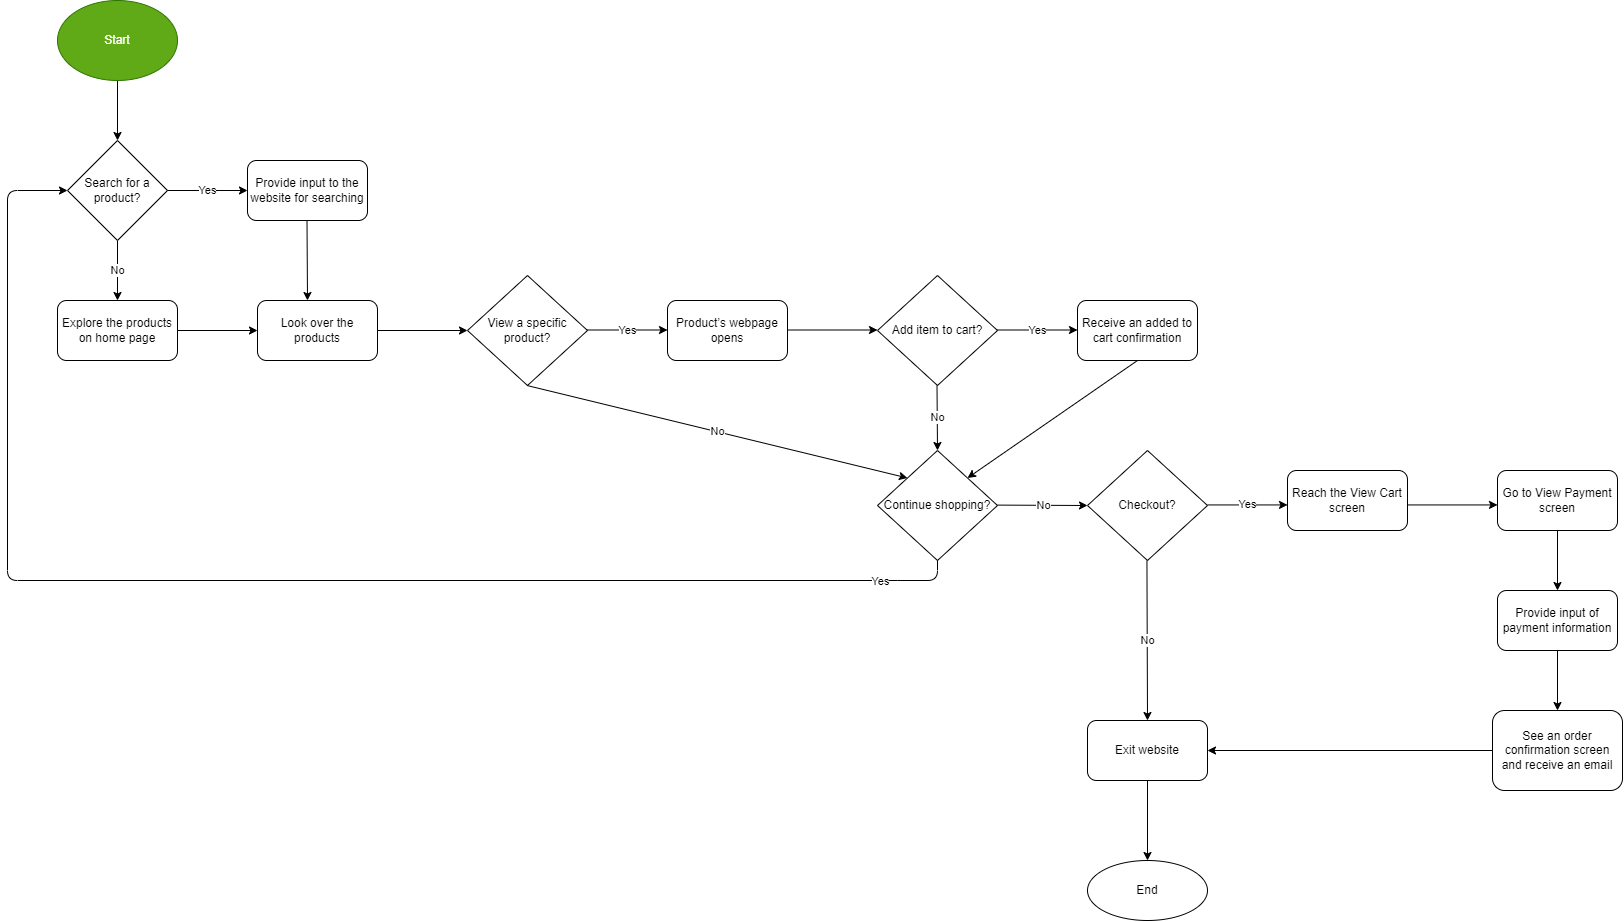 Start
Search for a
product?
Yes
Provide input to the
website for searching
No
Explore the products
on home page
Look over the
products
View a specific
product?
Yes
Product's webpage
opens
Add item to cart?
Yes
Receive an added to
cart confirmation
No
No
Continue shopping?
No
Checkout?
Yes
Reach the View Cart
screen
Go to View Payment
screen
Yes
Provide input of
payment information
No
See an order
confirmation screen
and receive an email
Exit website
End